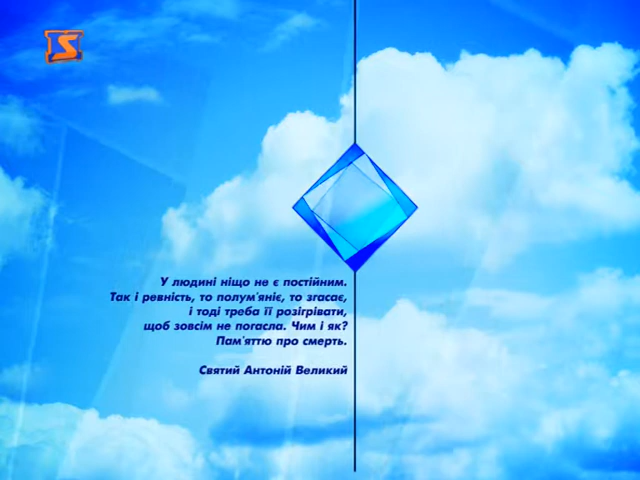 У людині ніщо не є постійним.
Так і ревність, то полум'яніє, то згасає,
і тоді треба її розігрівати,
щоб зовсім не погасла. Чим і як?
Пам'яттю про смерть.
Святий Антоній Великий